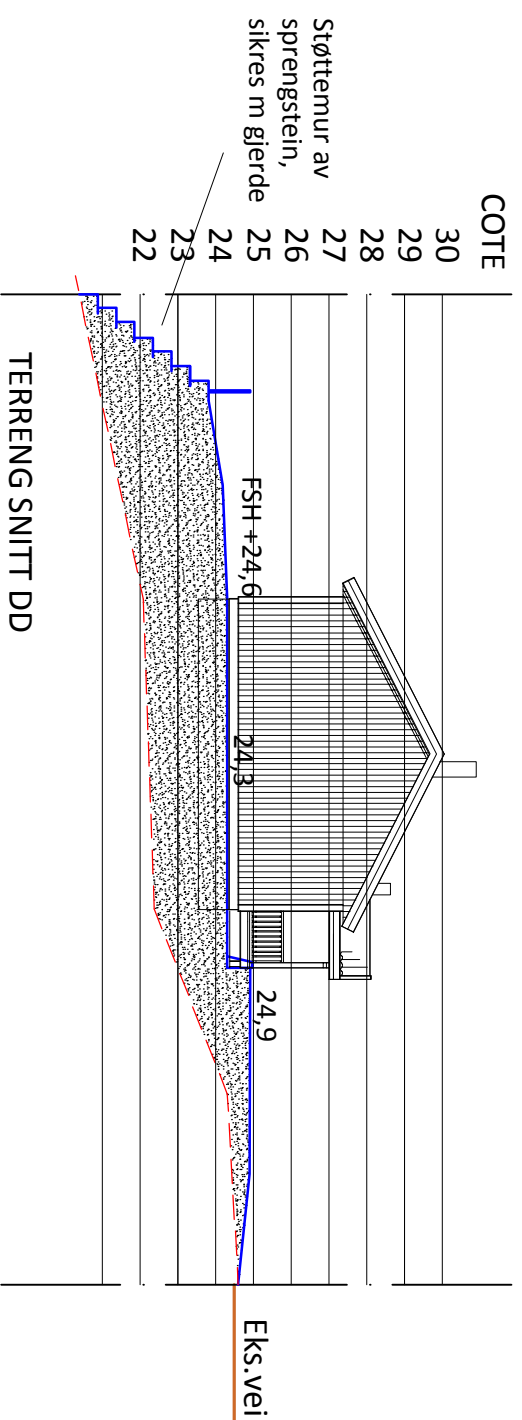 COTE
30
29
28
27
26
25
24
23
22
Støttemur av
sprengstein,
sikres m gjerde
FSH +24,6
24,3
24,9
Eks.vei
TERRENG SNITT DD